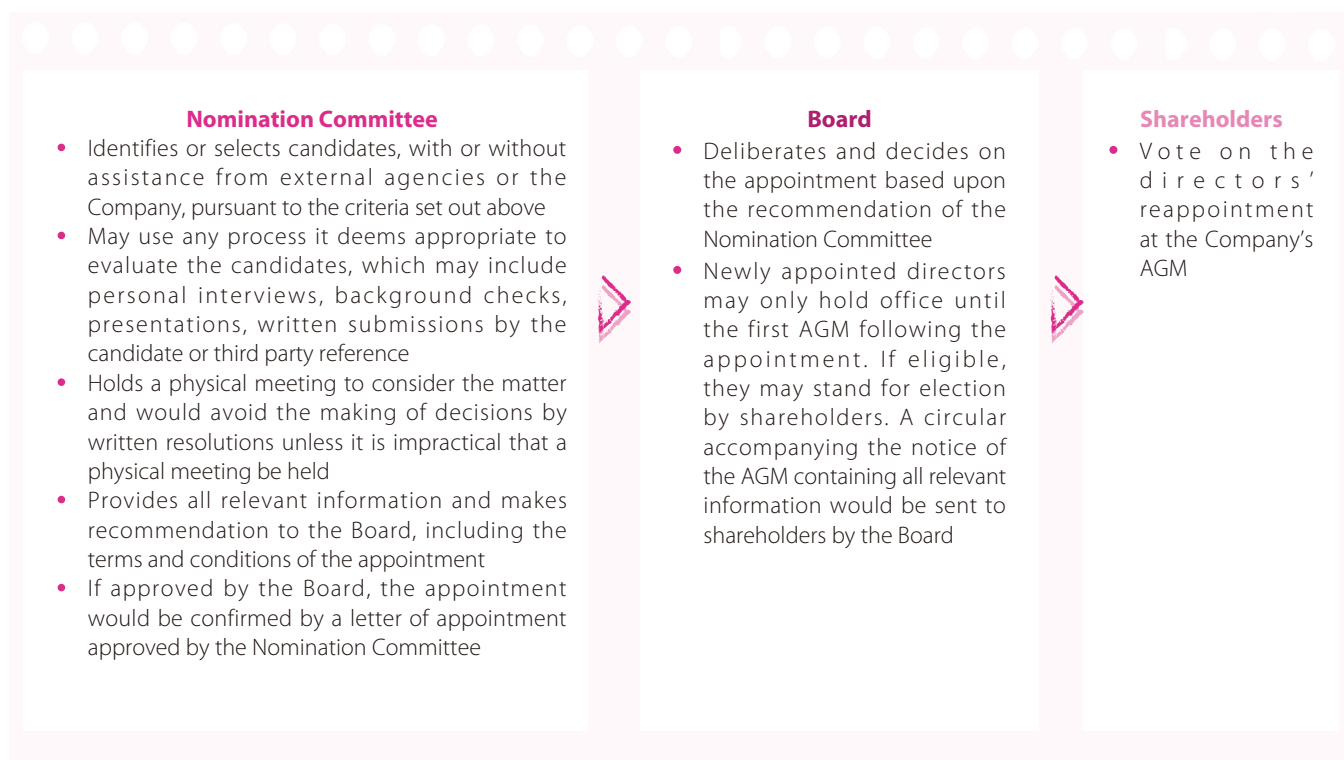 Nomination Committee
• Identifies or selects candidates, with or without
assistance from external agencies or the
Company, pursuant to the criteria set out above
• May use any process it deems appropriate to
evaluate the candidates, which may include
personal interviews, background checks,
presentations, written submissions by the
candidate or third party reference
• Holds a physical meeting to consider the matter
and would avoid the making of decisions by
written resolutions unless it is impractical that a
physical meeting be held
• Provides all relevant information and makes
recommendation to the Board, including the
terms and conditions of the appointment
• If approved by the Board, the appointment
would be confirmed by a letter of appointment
approved by the Nomination Committee
Board
• Deliberates and decides on
the appointment based upon
the recommendation of the
Nomination Committee
• Newly appointed directors
may only hold office until
the first AGM following the
appointment. If eligible,
they may stand for election
by shareholders. A circular
accompanying the notice of
the AGM containing all relevant
information would be sent to
shareholders by the Board
Shareholders
• Vote on the
directors’
reappointment
at the Company’s
AGM